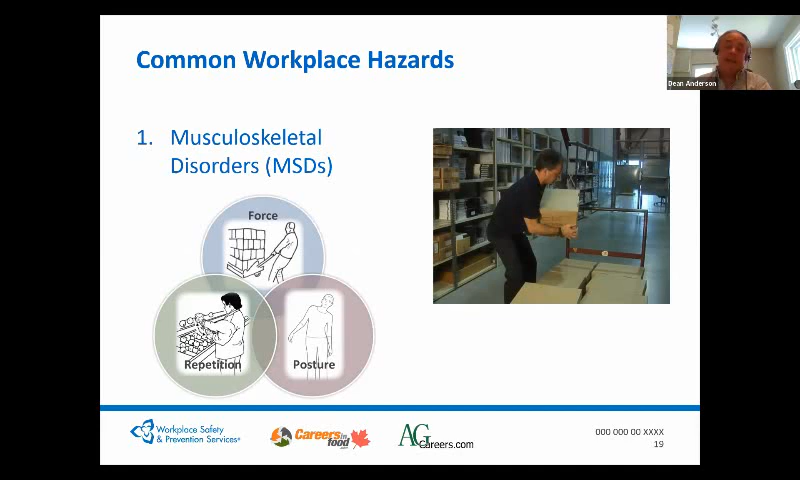 Common Workplace Hazards
Dean Anderson
1. Musculoskeletal
Disorders (MSDs)
Force
Repetition
Posture
Workplace Safety
& Prevention Services
Careers in
food
AG
Careers.com
000 000 00 XXXX
19